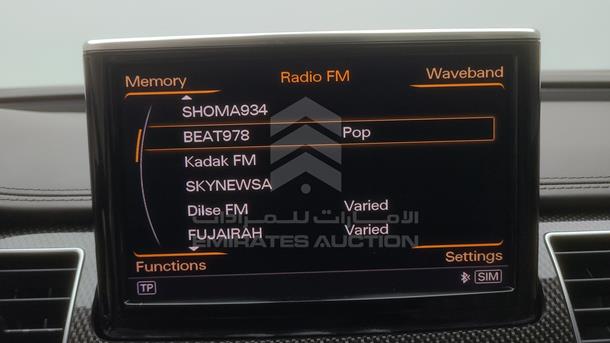 Memory Radio FM Waveband
SHOMA934
BEAT978 Pop
Kadak FM
SKYNEWSA
Dilse FM Varied
الإمارات للمزادات
FUJAIRAH Varied
EMIRATES AUCTION
Functions Settings
TP SIM